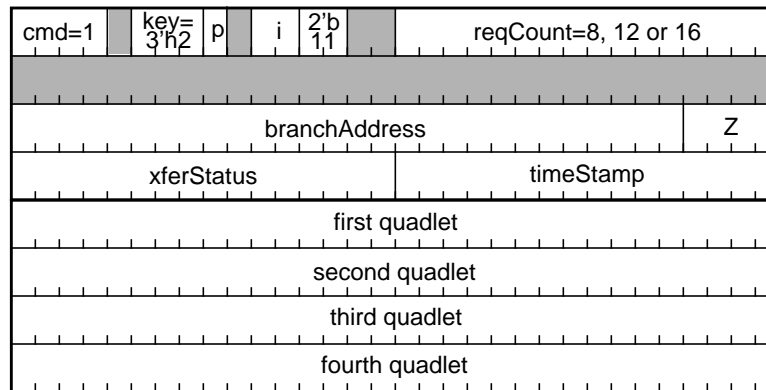 cmd=1 key=3'h2 p i 2'b11 reqCount=8, 12 or 16
branchAddress Z
xferStatus timeStamp
first quadlet
second quadlet
third quadlet
fourth quadlet